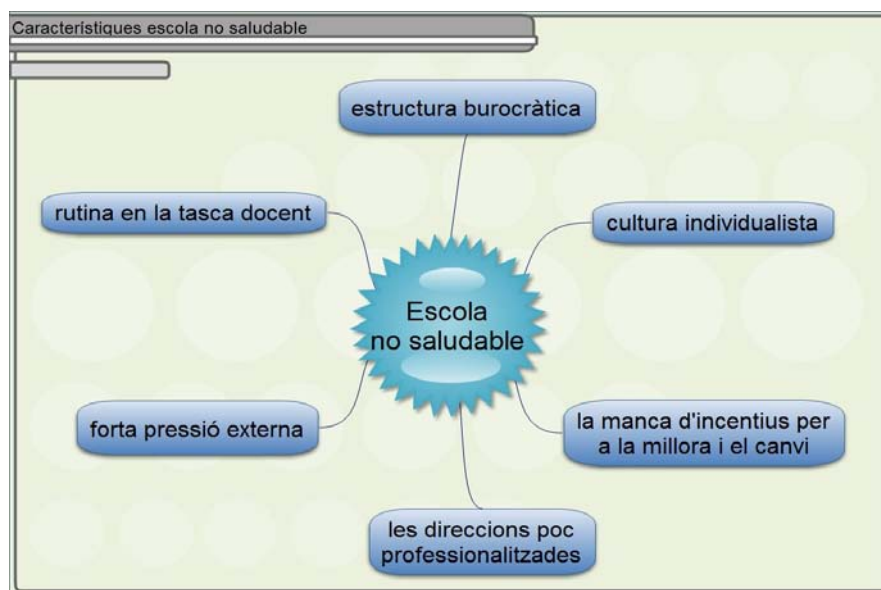 Característiques escola no saludable
estructura burocràtica
rutina en la tasca docent
cultura individualista
Escola
no saludable
forta pressió externa
la manca d'incentius per
a la millora i el canvi
les direccions poc
professionalitzades